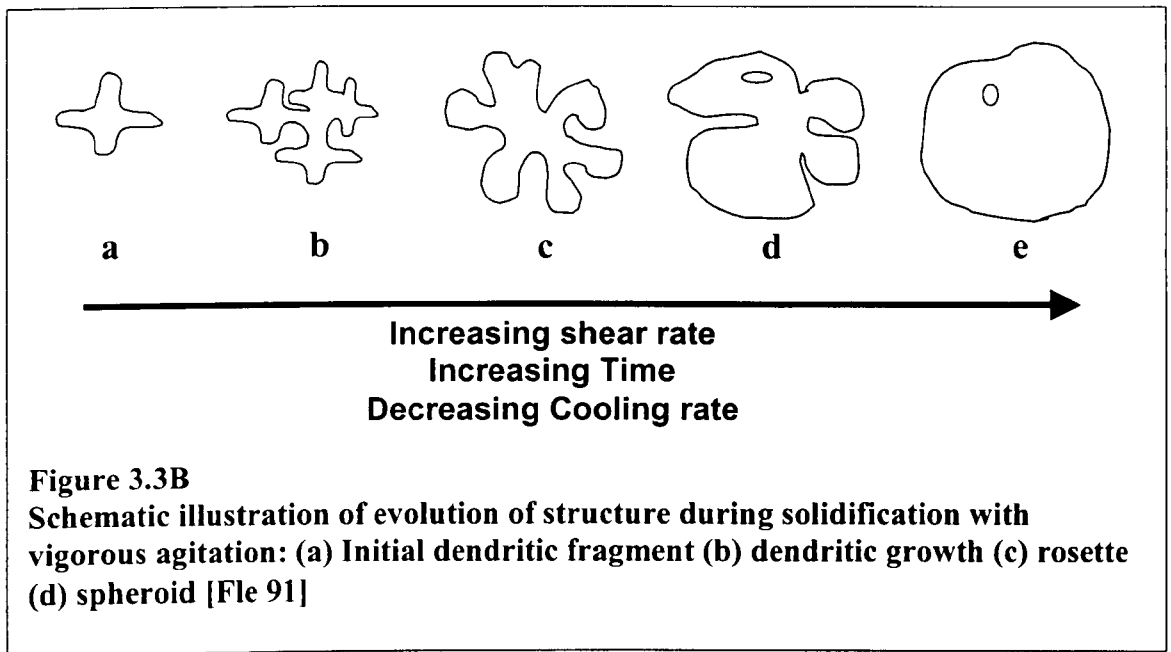 a b c d e
Increasing shear rate
Increasing Time
Decreasing Cooling rate
Figure 3.3B
Schematic illustration of evolution of structure during solidification with
vigorous agitation: (a) Initial dendritic fragment (b) dendritic growth (c) rosette
(d) spheroid [Fle 91]